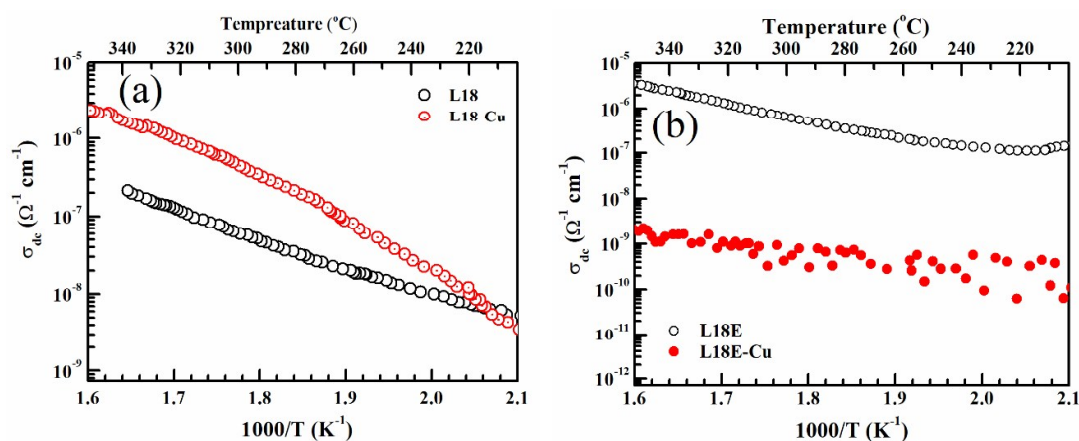 Tempreature (°C)
340 320 300 280 260 240 220
10⁻⁵
10⁻⁶
10⁻⁷
10⁻⁸
10⁻⁹
σdc (Ω⁻¹ cm⁻¹)
(a)
L18
L18-Cu
1.6 1.7 1.8 1.9 2.0 2.1
1000/T (K⁻¹)
Temperature (°C)
340 320 300 280 260 240 220
10⁻⁵
10⁻⁶
10⁻⁷
10⁻⁸
10⁻⁹
10⁻¹⁰
10⁻¹¹
10⁻¹²
σdc (Ω⁻¹ cm⁻¹)
(b)
L18E
L18E-Cu
1.6 1.7 1.8 1.9 2.0 2.1
1000/T (K⁻¹)